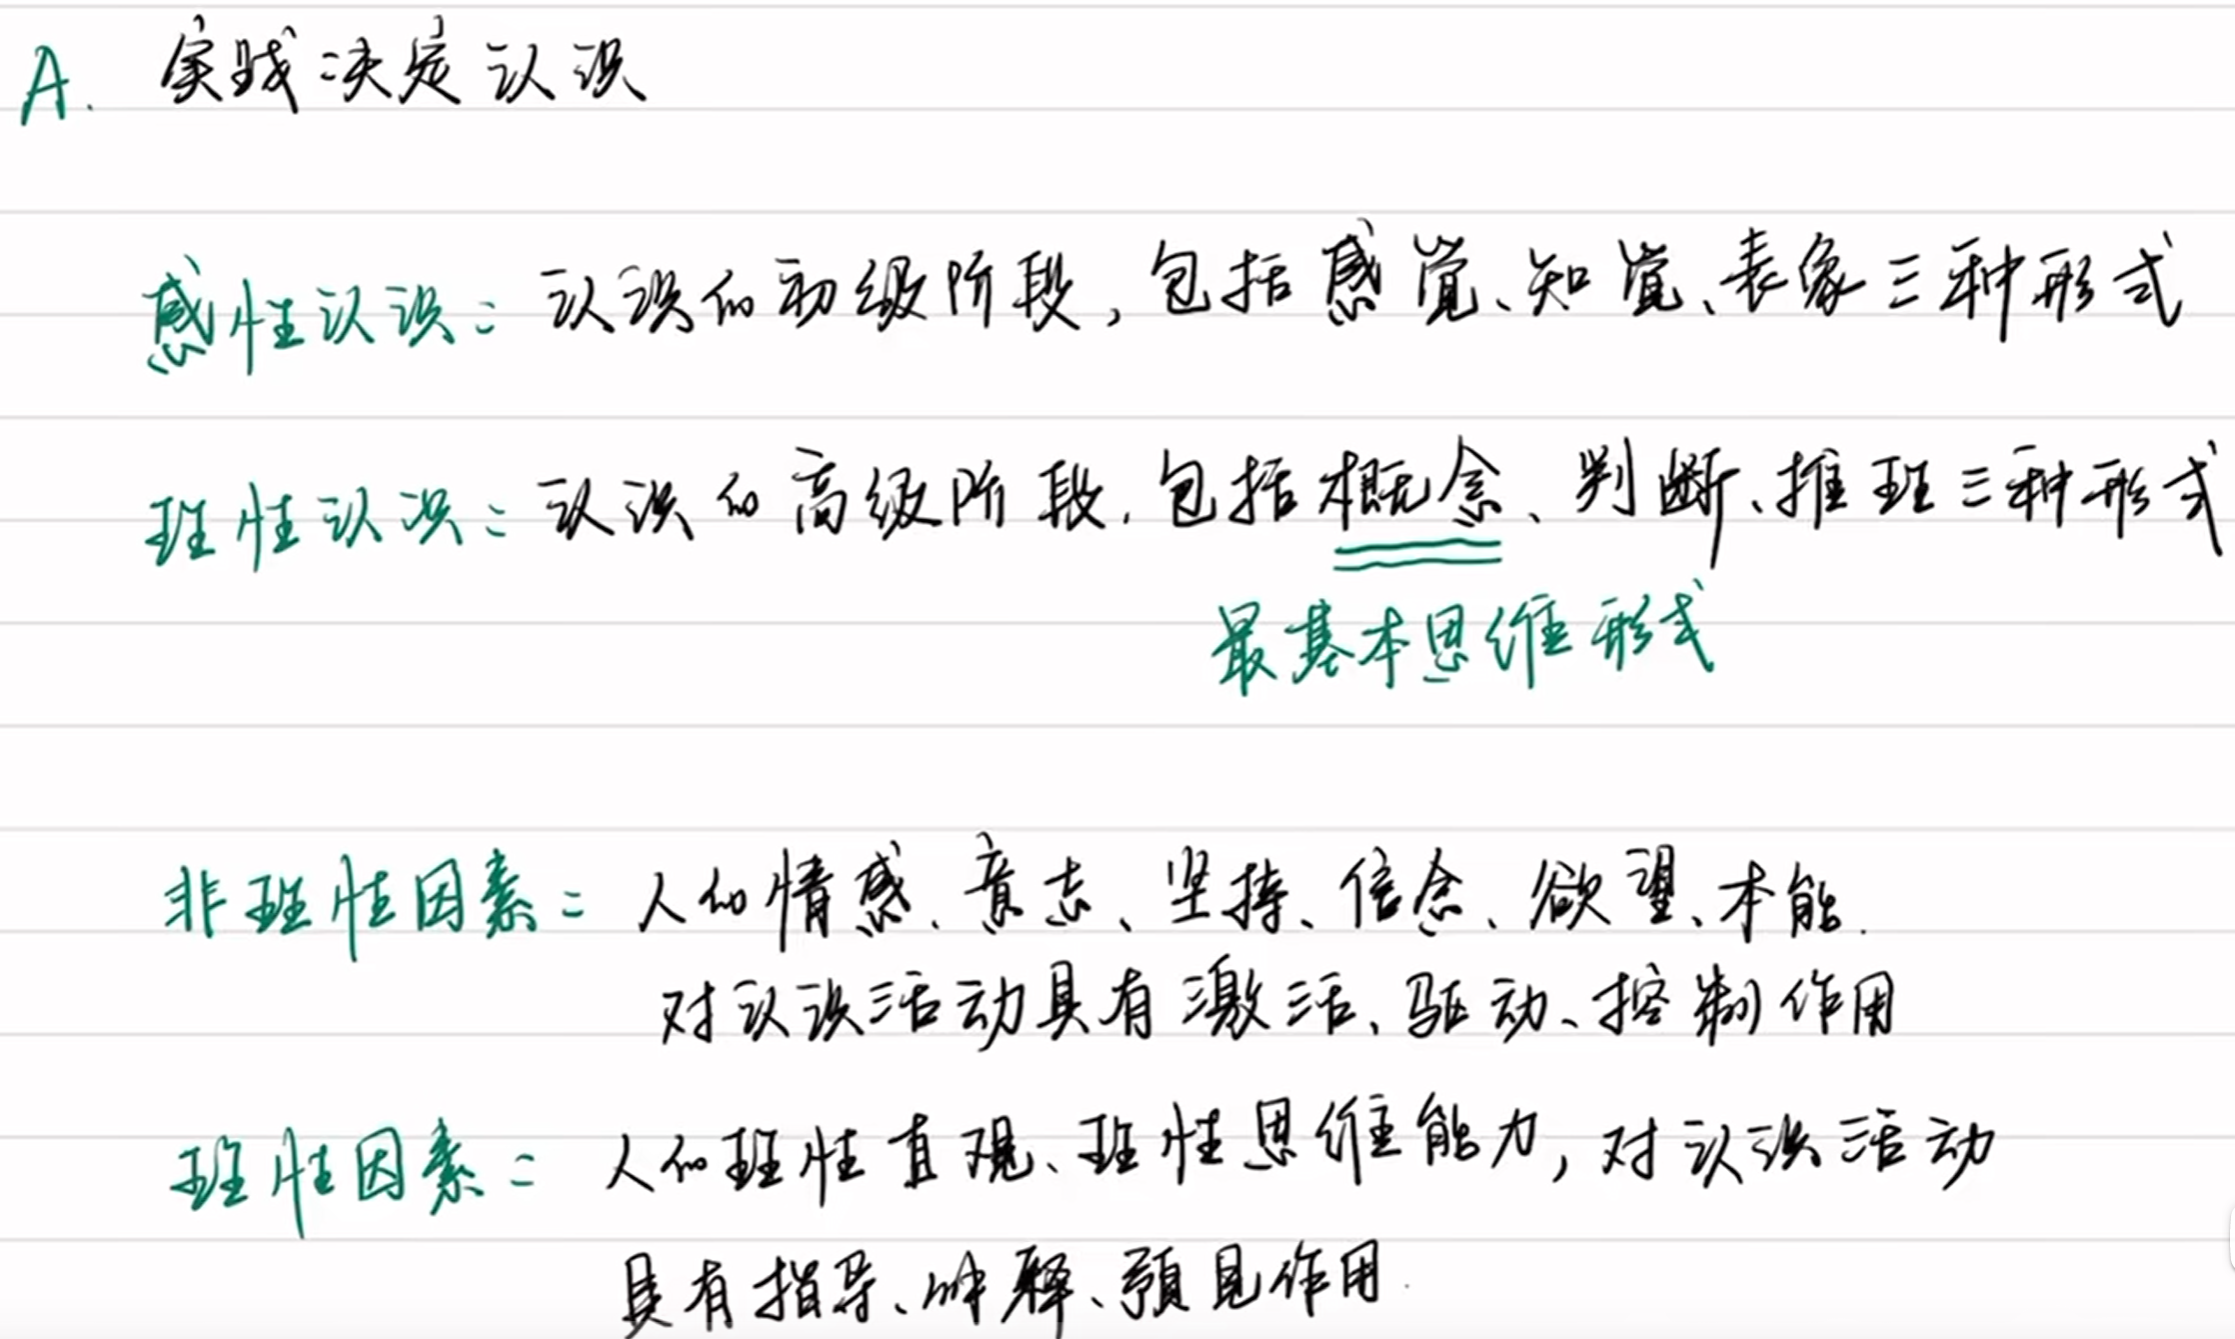 A. 实践决定认识
感性认识：认识的初级阶段，包括感觉、知觉、表象三种形式
理性认识：认识的高级阶段，包括概念、判断、推理三种形式
最基本思维形式
非理性因素：人的情感、意志、坚持、信念、欲望、本能.
对认识活动具有激活、驱动、控制作用
理性因素：人的理性直观、理性思维能力，对认识活动
具有指导、解释、预见作用.